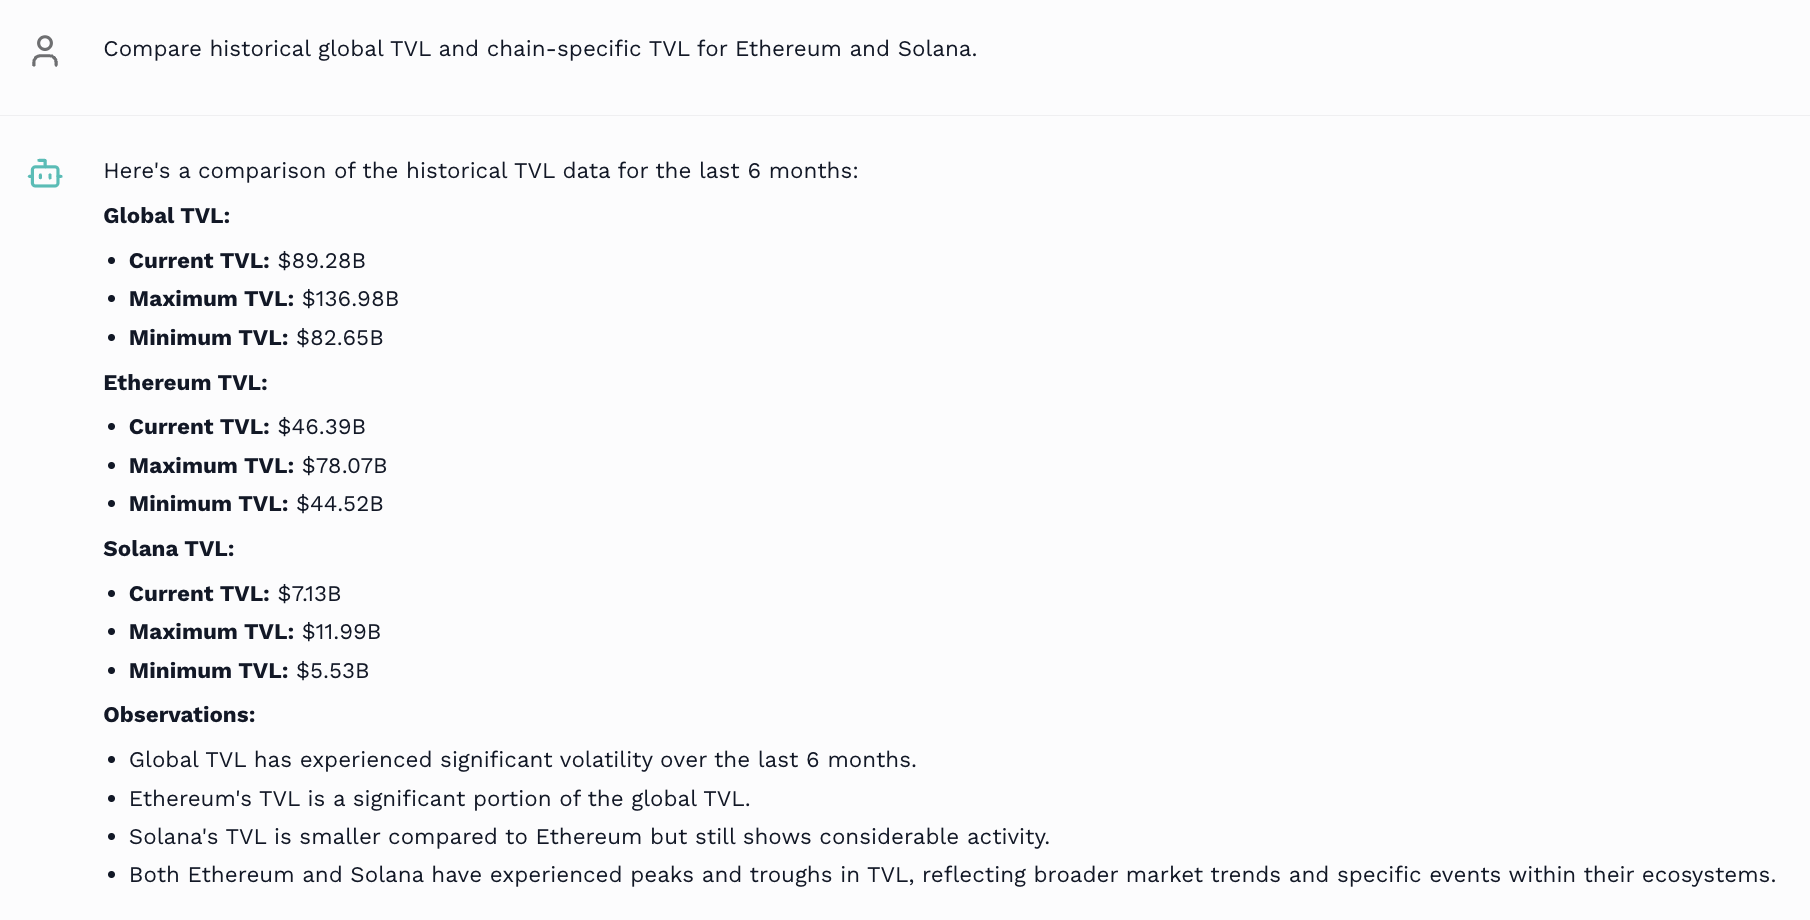 Compare historical global TVL and chain-specific TVL for Ethereum and Solana.
Here's a comparison of the historical TVL data for the last 6 months:
Global TVL:
• Current TVL: $89.28B
• Maximum TVL: $136.98B
• Minimum TVL: $82.65B
Ethereum TVL:
• Current TVL: $46.39B
• Maximum TVL: $78.07B
• Minimum TVL: $44.52B
Solana TVL:
• Current TVL: $7.13B
• Maximum TVL: $11.99B
• Minimum TVL: $5.53B
Observations:
• Global TVL has experienced significant volatility over the last 6 months.
• Ethereum's TVL is a significant portion of the global TVL.
• Solana's TVL is smaller compared to Ethereum but still shows considerable activity.
• Both Ethereum and Solana have experienced peaks and troughs in TVL, reflecting broader market trends and specific events within their ecosystems.